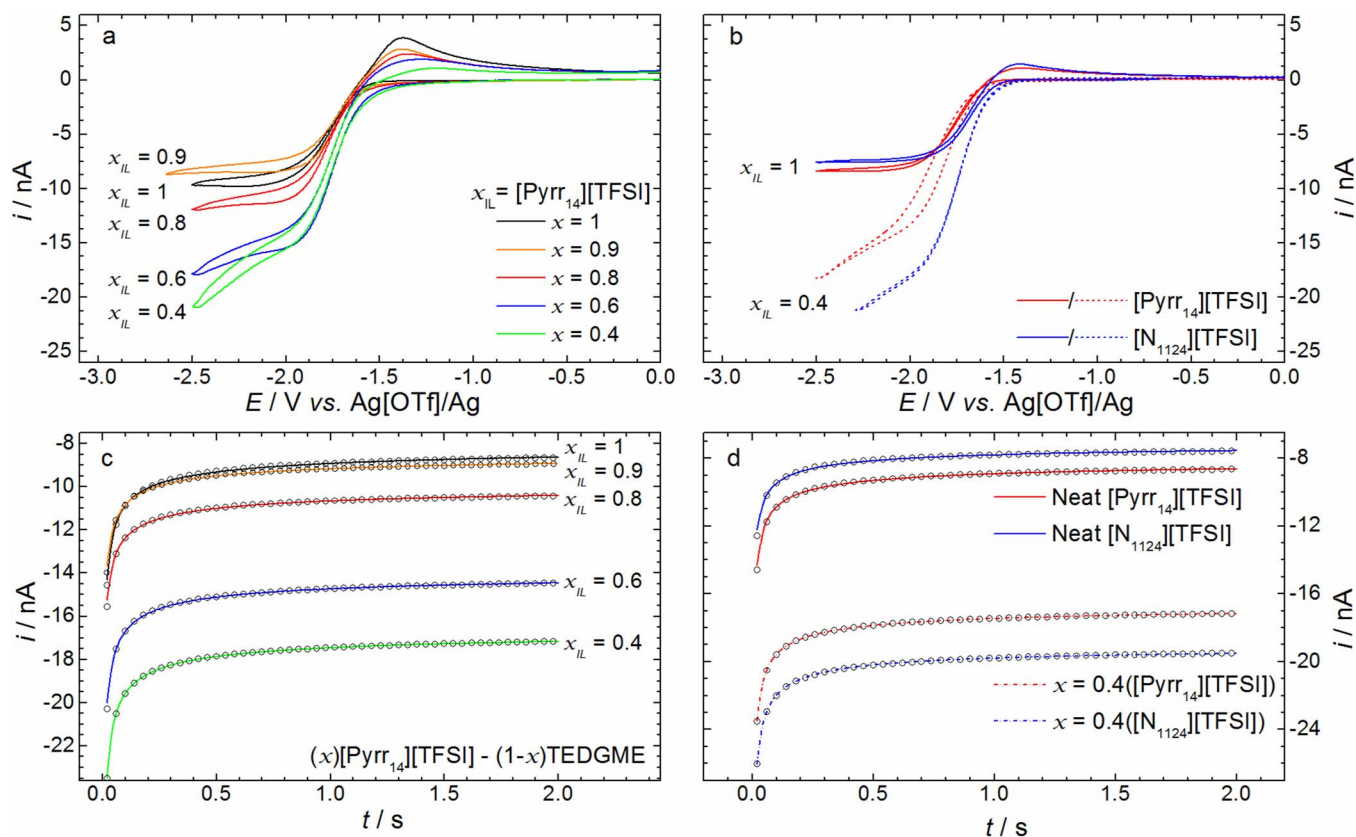 a
5
0
-5
-10
-15
-20
-25
i / nA
x_IL = 0.9
x_IL = 1
x_IL = 0.8
x_IL = 0.6
x_IL = 0.4
x_IL = [Pyrr₁₄][TFSI]
x = 1
x = 0.9
x = 0.8
x = 0.6
x = 0.4
-3.0 -2.5 -2.0 -1.5 -1.0 -0.5 0.0
E / V vs. Ag[OTf]/Ag
b
5
0
-5
-10
-15
-20
-25
i / nA
x_IL = 1
x_IL = 0.4
/ [Pyrr₁₄][TFSI]
/ [N₁₁₂₄][TFSI]
-3.0 -2.5 -2.0 -1.5 -1.0 -0.5 0.0
E / V vs. Ag[OTf]/Ag
c
-8
-10
-12
-14
-16
-18
-20
-22
i / nA
x_IL = 1
x_IL = 0.9
x_IL = 0.8
x_IL = 0.6
x_IL = 0.4
(x)[Pyrr₁₄][TFSI] - (1-x)TEDGME
0.0 0.5 1.0 1.5 2.0
t / s
d
-8
-12
-16
-20
-24
i / nA
Neat [Pyrr₁₄][TFSI]
Neat [N₁₁₂₄][TFSI]
x = 0.4([Pyrr₁₄][TFSI])
x = 0.4([N₁₁₂₄][TFSI])
0.0 0.5 1.0 1.5 2.0
t / s